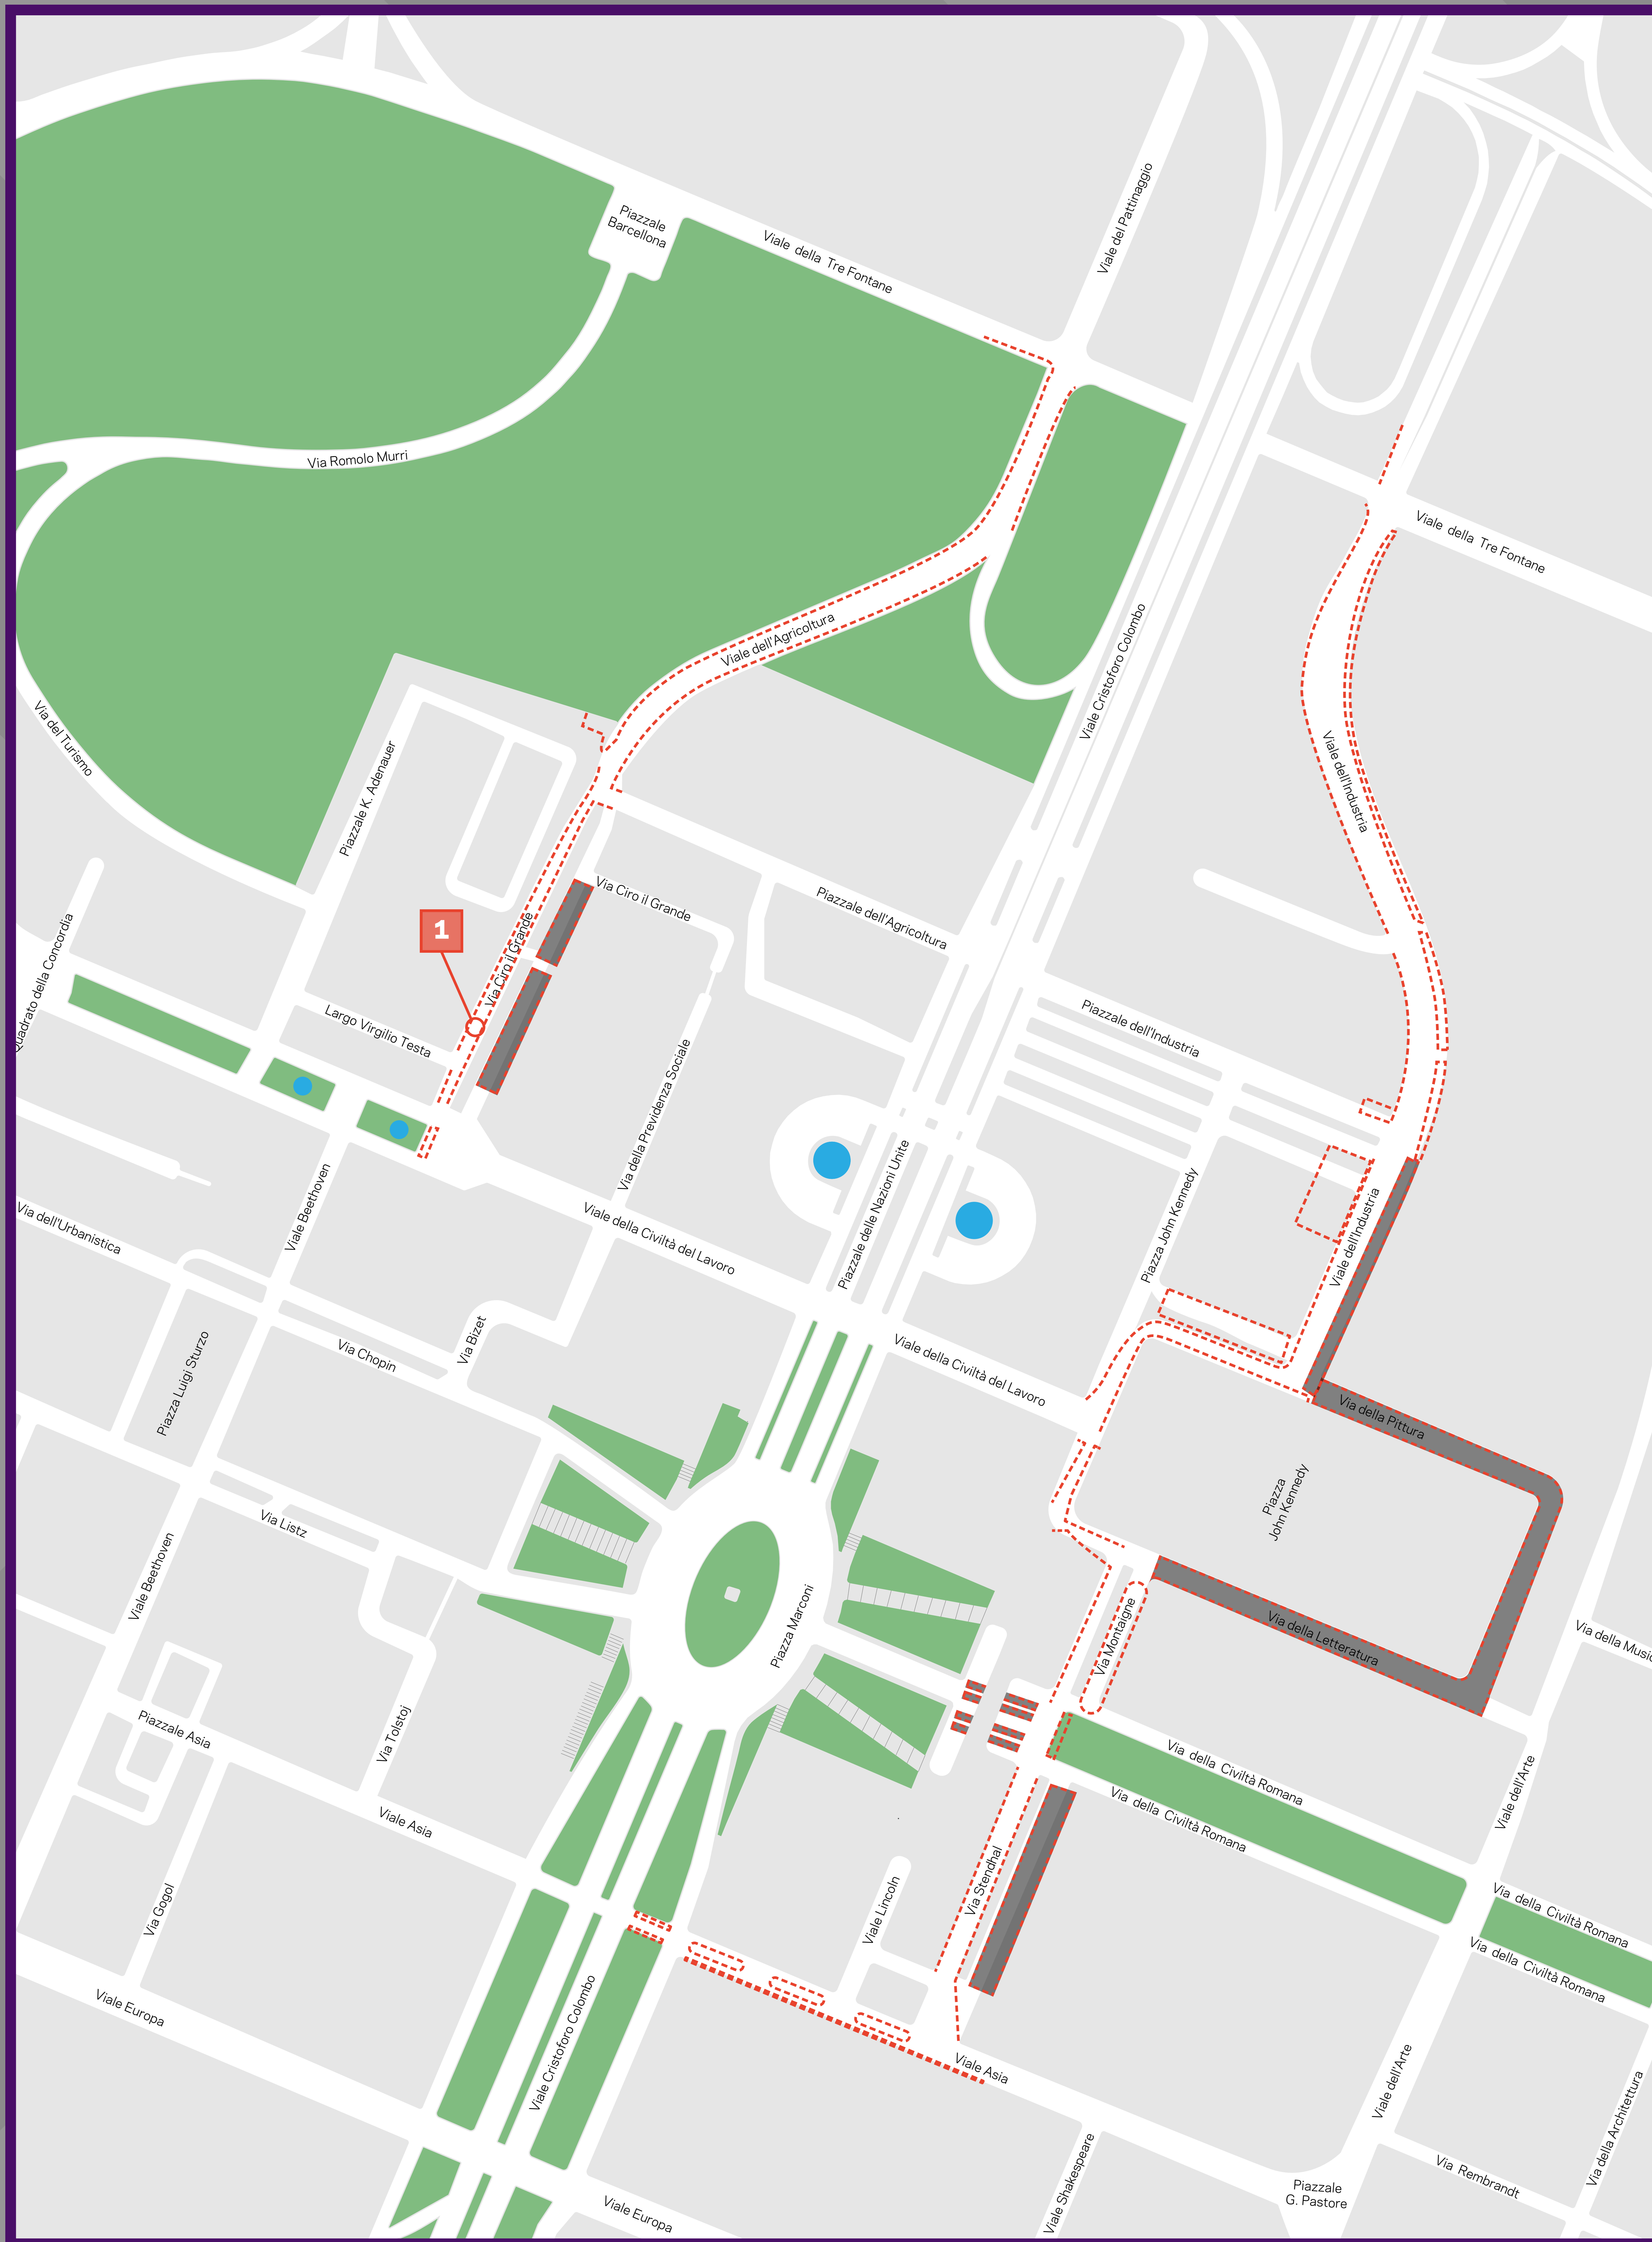 Piazzale
Barcellona
Viale della Tre Fontane
Viale del Pattinaggio
Via Romolo Murri
Viale della Tre Fontane
Viale dell'Agricoltura
Viale Cristoforo Colombo
Via del Turismo
Piazzale K. Adenauer
Viale dell'Industria
Via Ciro il Grande
Piazzale dell'Agricoltura
1
Via Ciro il Grande
Quadrato della Concordia
Largo Virgilio Testa
Piazzale dell'Industria
Via della Previdenza Sociale
Piazzale delle Nazioni Unite
Piazza John Kennedy
Viale dell'Industria
Via dell'Urbanistica
Viale Beethoven
Viale della Civiltà del Lavoro
Via Bizet
Via Chopin
Piazza Luigi Sturzo
Viale della Civiltà del Lavoro
Via della Pittura
Piazza
John Kennedy
Via Listz
Viale Beethoven
Piazza Marconi
Via Montaigne
Via della Letteratura
Via della Music
Piazzale Asia
Via Tolstoj
Via della Civiltà Romana
Via della Civiltà Romana
Viale dell'Arte
Viale Asia
Via Gogol
Viale Lincoln
Via Stendhal
Via della Civiltà Romana
Via della Civiltà Romana
Viale Europa
Viale Cristoforo Colombo
Viale Asia
Viale dell'Arte
Via della Architettura
Viale Shakespeare
Via Rembrandt
Piazzale
G. Pastore
Viale Europa